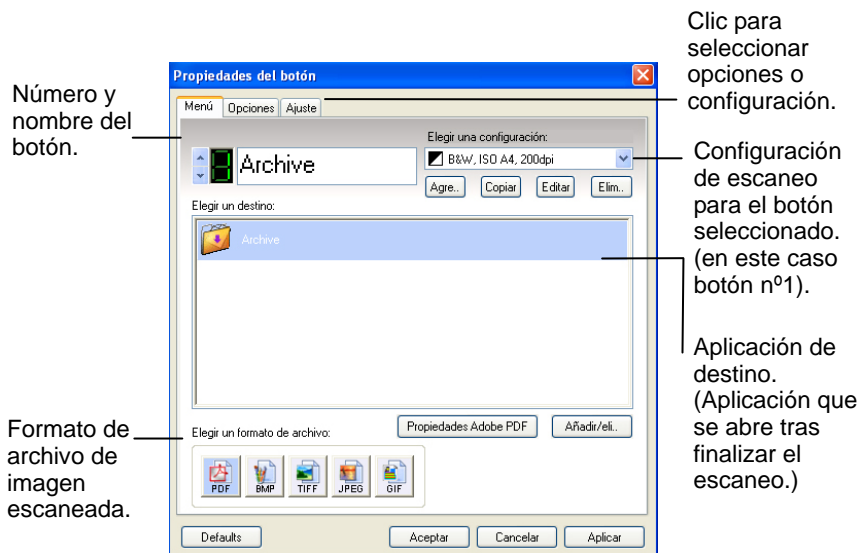 Clic para
seleccionar
opciones o
configuración.
Número y
nombre del
botón.
Propiedades del botón
Menú Opciones Ajuste
Elegir una configuración:
Archive
B&W, ISO A4, 200dpi
Agre.. Copiar Editar Elim..
Elegir un destino:
Archive
Configuración
de escaneo
para el botón
seleccionado.
(en este caso
botón nº1).
Aplicación de
destino.
(Aplicación que
se abre tras
finalizar el
escaneo.)
Propiedades Adobe PDF Añadir/eli..
Formato de
archivo de
imagen
escaneada.
Elegir un formato de archivo:
PDF BMP TIFF JPEG GIF
Defaults Aceptar Cancelar Aplicar